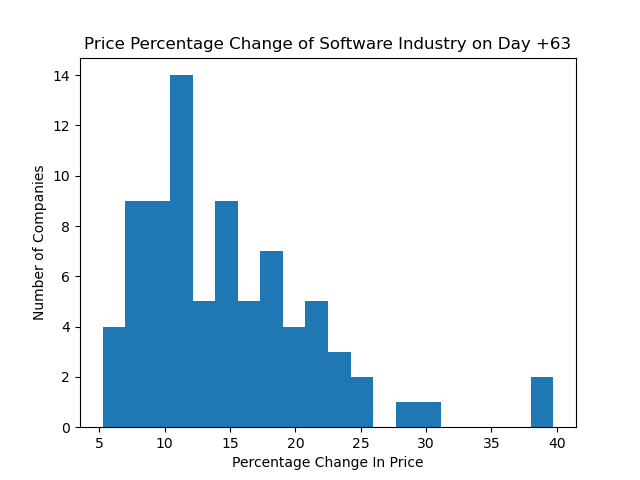 Price Percentage Change of Software Industry on Day +63
14
12
10
8
6
4
2
0
Number of Companies
5 10 15 20 25 30 35 40
Percentage Change In Price